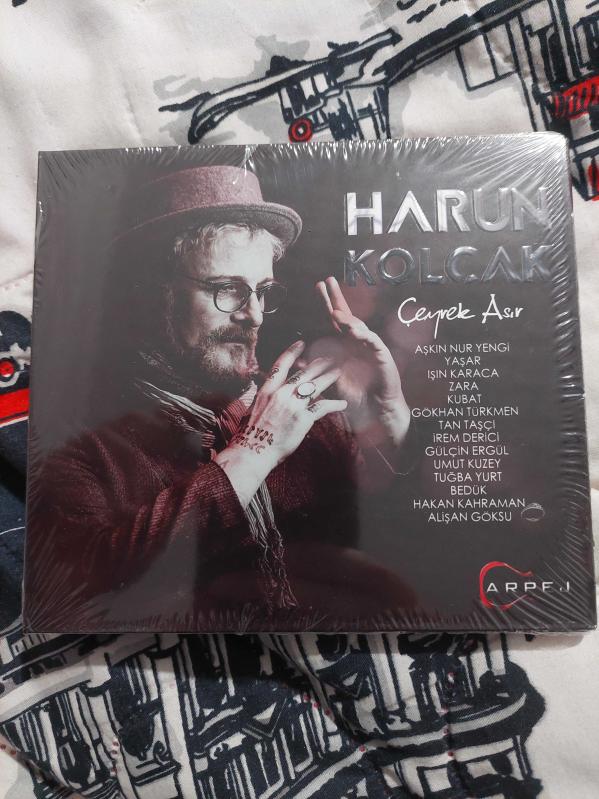 HARUN
KOLÇAK
Çeyrek Asır
AŞKIN NUR YENGİ
YAŞAR
IŞIN KARACA
ZARA
KUBAT
GÖKHAN TÜRKMEN
TAN TAŞÇI
İREM DERİCİ
GÜLÇİN ERGÜL
UMUT KUZEY
TUĞBA YURT
BEDÜK
HAKAN KAHRAMAN
ALİŞAN GÖKSU
ARPEJ